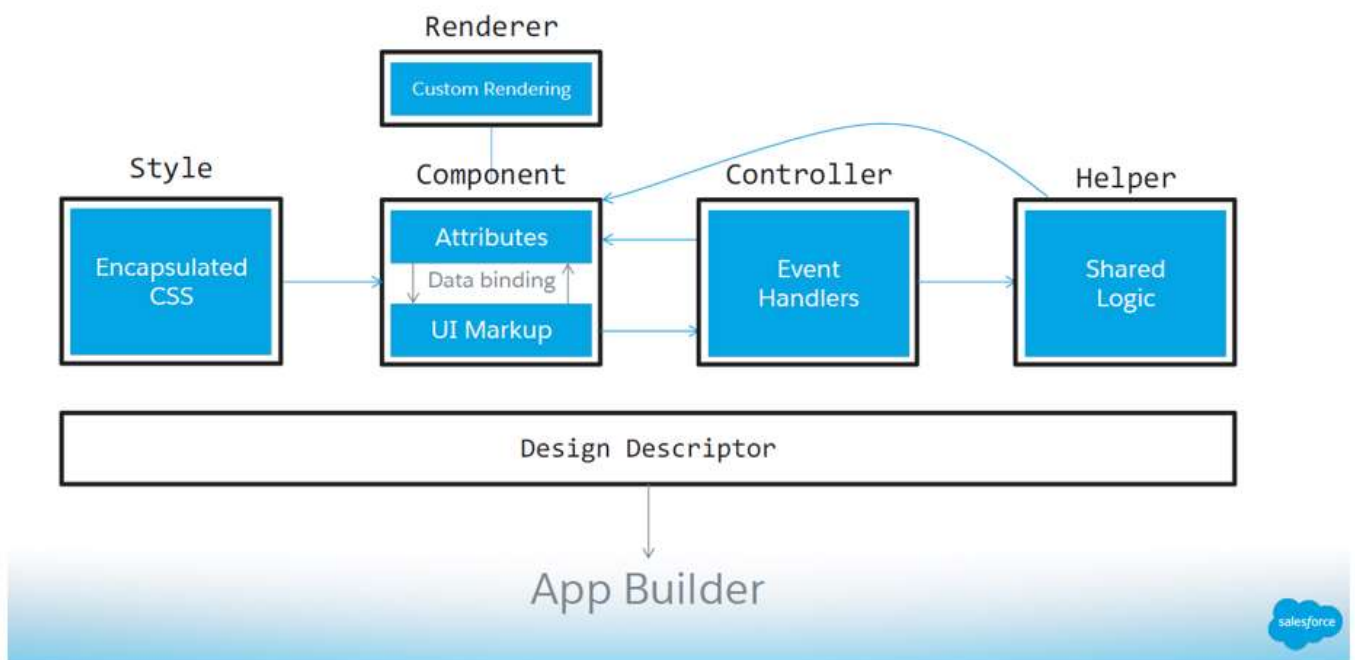 Renderer
Custom Rendering
Style
Component
Controller
Helper
Encapsulated
CSS
Attributes
Data binding
UI Markup
Event
Handlers
Shared
Logic
Design Descriptor
App Builder
salesforce